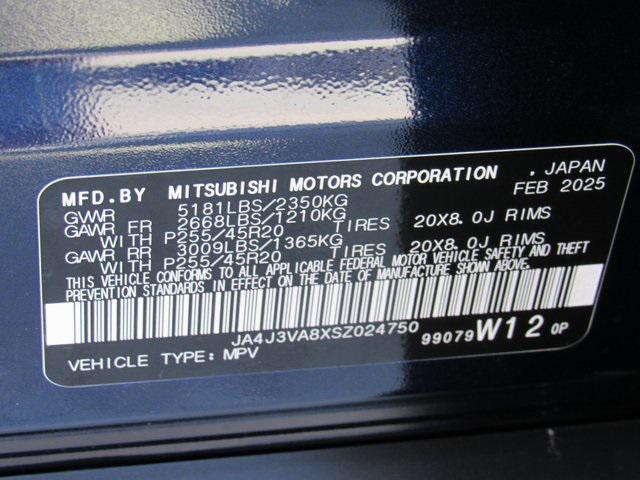 MFD.BY MITSUBISHI MOTORS CORPORATION , JAPAN
GVWR 5181LBS/2350KG FEB 2025
GAWR FR 2668LBS/1210KG
WITH P255/45R20 TIRES 20X8.0J RIMS
GAWR RR 3009LBS/1365KG
WITH P255/45R20 TIRES 20X8.0J RIMS
THIS VEHICLE CONFORMS TO ALL APPLICABLE FEDERAL MOTOR VEHICLE SAFETY AND THEFT
PREVENTION STANDARDS IN EFFECT ON THE DATE OF MANUFACTURE SHOWN ABOVE.
JA4J3VA8XSZ024750
99079 W12 0P
VEHICLE TYPE: MPV